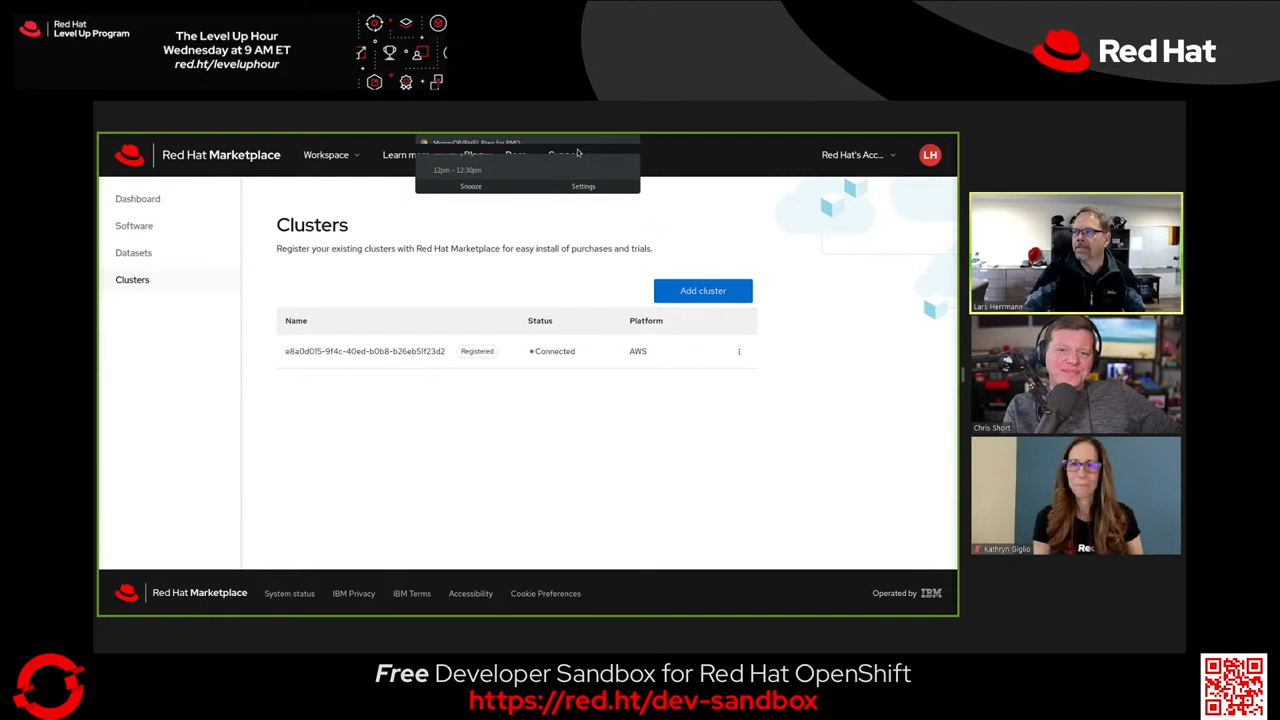 Red Hat
Level Up Program
The Level Up Hour
Wednesday at 9 AM ET
red.ht/leveluphour
Red Hat
Red Hat Marketplace
Workspace
Learn
Red Hat's Acc...
LH
12pm – 12:30pm
Snooze
Settings
Dashboard
Software
Datasets
Clusters
Clusters
Register your existing clusters with Red Hat Marketplace for easy install of purchases and trials.
Add cluster
Name
Status
Platform
e8a0d015-9f4c-40ed-b0b8-b26eb51f23d2
Registered
Connected
AWS
Lars Herrmann
Chris Short
Kathryn Giglio
Red Hat Marketplace
System status
IBM Privacy
IBM Terms
Accessibility
Cookie Preferences
Operated by IBM
Free Developer Sandbox for Red Hat OpenShift
https://red.ht/dev-sandbox